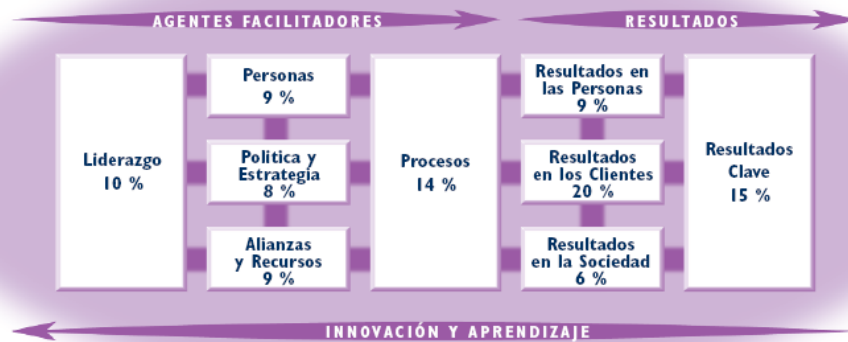 AGENTES FACILITADORES
RESULTADOS
Liderazgo
10 %
Personas
9 %
Política y
Estrategia
8 %
Alianzas
y Recursos
9 %
Procesos
14 %
Resultados en
las Personas
9 %
Resultados
en los Clientes
20 %
Resultados
en la Sociedad
6 %
Resultados
Clave
15 %
INNOVACIÓN Y APRENDIZAJE